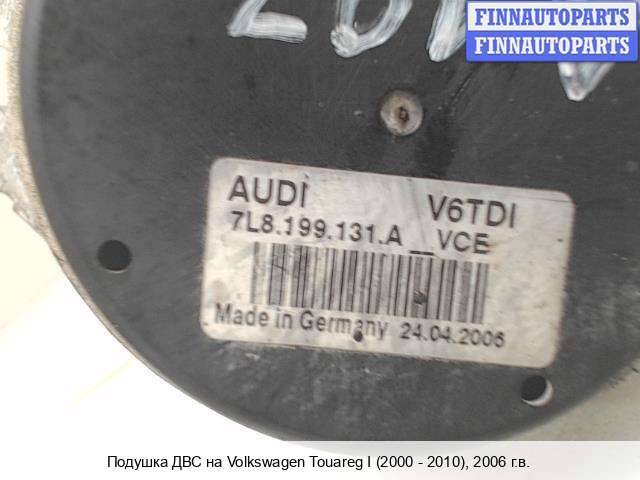 FINNAUTOPARTS
FINNAUTOPARTS
AUDI V6TDI
7L8.199.131.A __ VCE
Made in Germany 24.04.2006
Подушка ДВС на Volkswagen Touareg I (2000 - 2010), 2006 г.в.